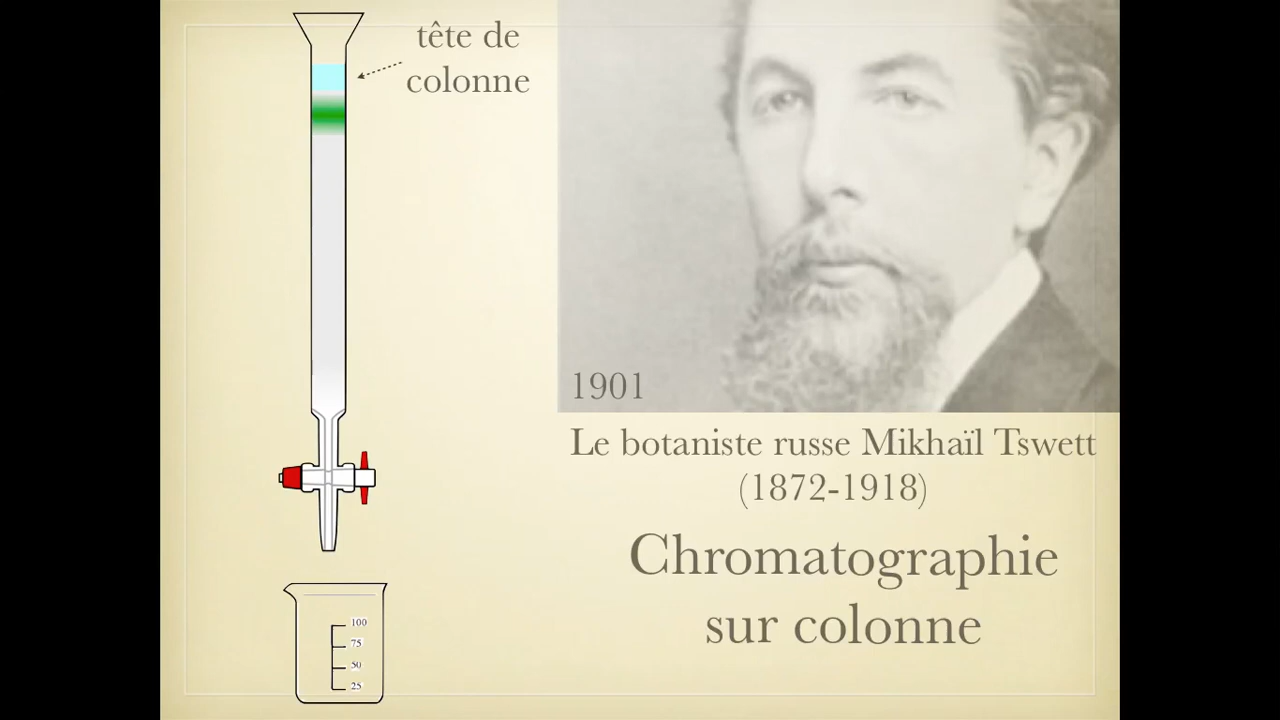 tête de
colonne
1901
Le botaniste russe Mikhaïl Tswett
(1872-1918)
Chromatographie
sur colonne
100
75
50
25